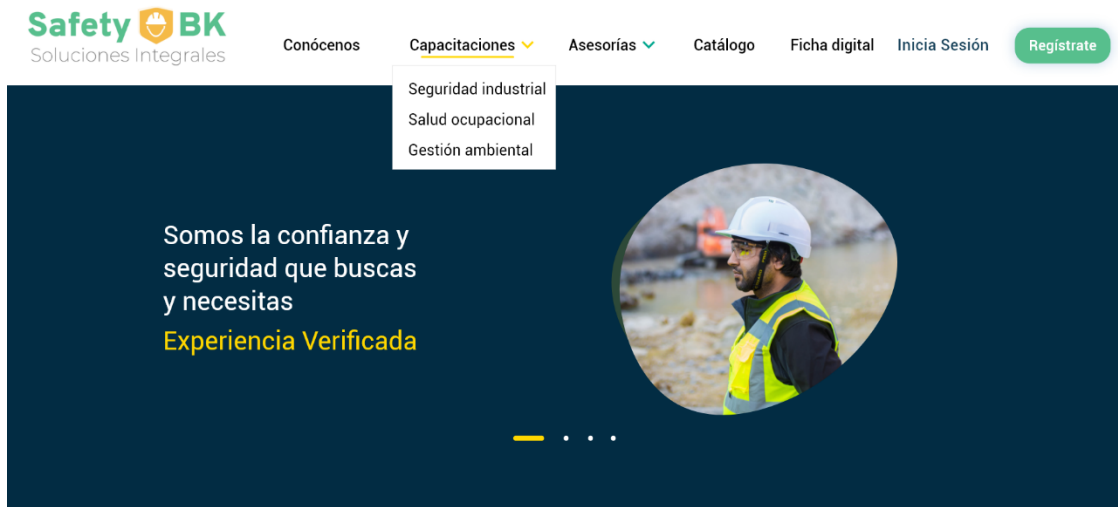 Safety BK
Soluciones Integrales
Conócenos
Capacitaciones
Asesorías
Catálogo
Ficha digital
Inicia Sesión
Regístrate
Seguridad industrial
Salud ocupacional
Gestión ambiental
Somos la confianza y
seguridad que buscas
y necesitas
Experiencia Verificada